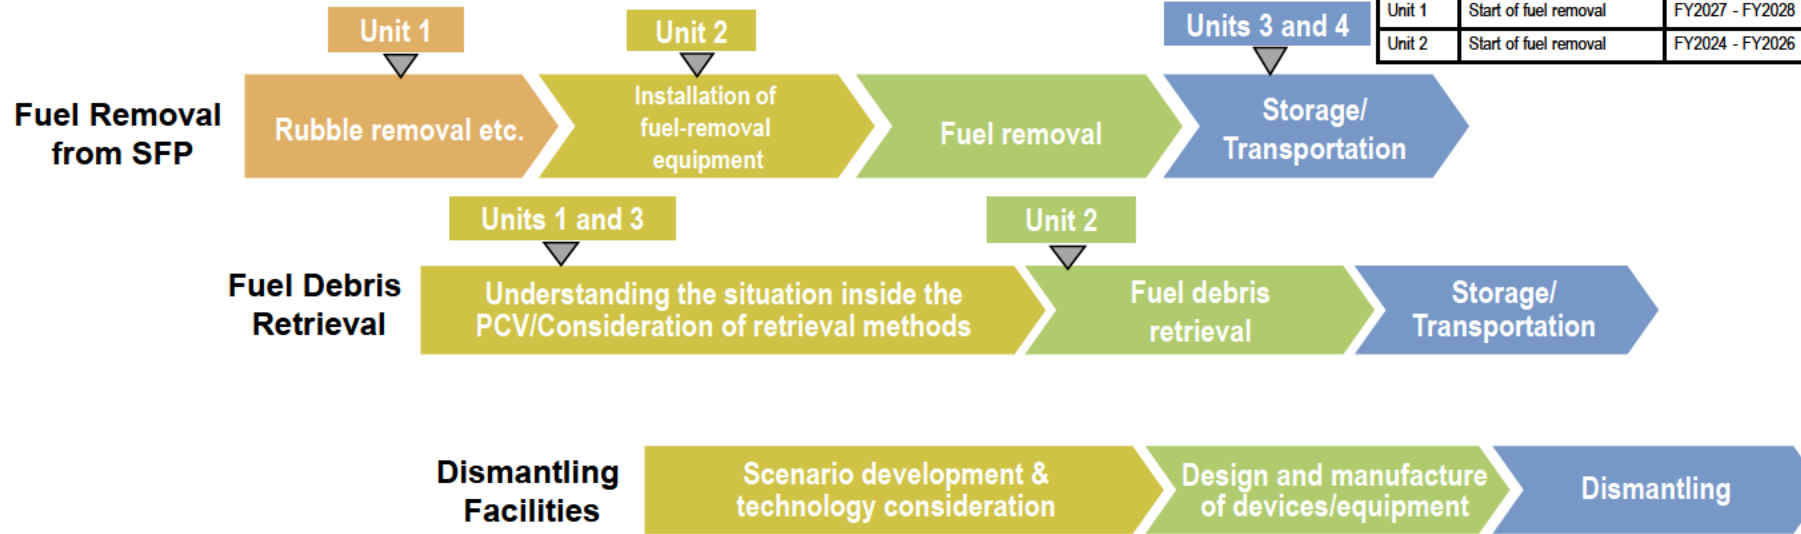 Unit 1 Start of fuel removal FY2027 - FY2028
Unit 2 Start of fuel removal FY2024 - FY2026
Unit 1
Unit 2
Units 3 and 4
Fuel Removal
from SFP
Rubble removal etc.
Installation of
fuel-removal
equipment
Fuel removal
Storage/
Transportation
Units 1 and 3
Unit 2
Fuel Debris
Retrieval
Understanding the situation inside the
PCV/Consideration of retrieval methods
Fuel debris
retrieval
Storage/
Transportation
Dismantling
Facilities
Scenario development &
technology consideration
Design and manufacture
of devices/equipment
Dismantling